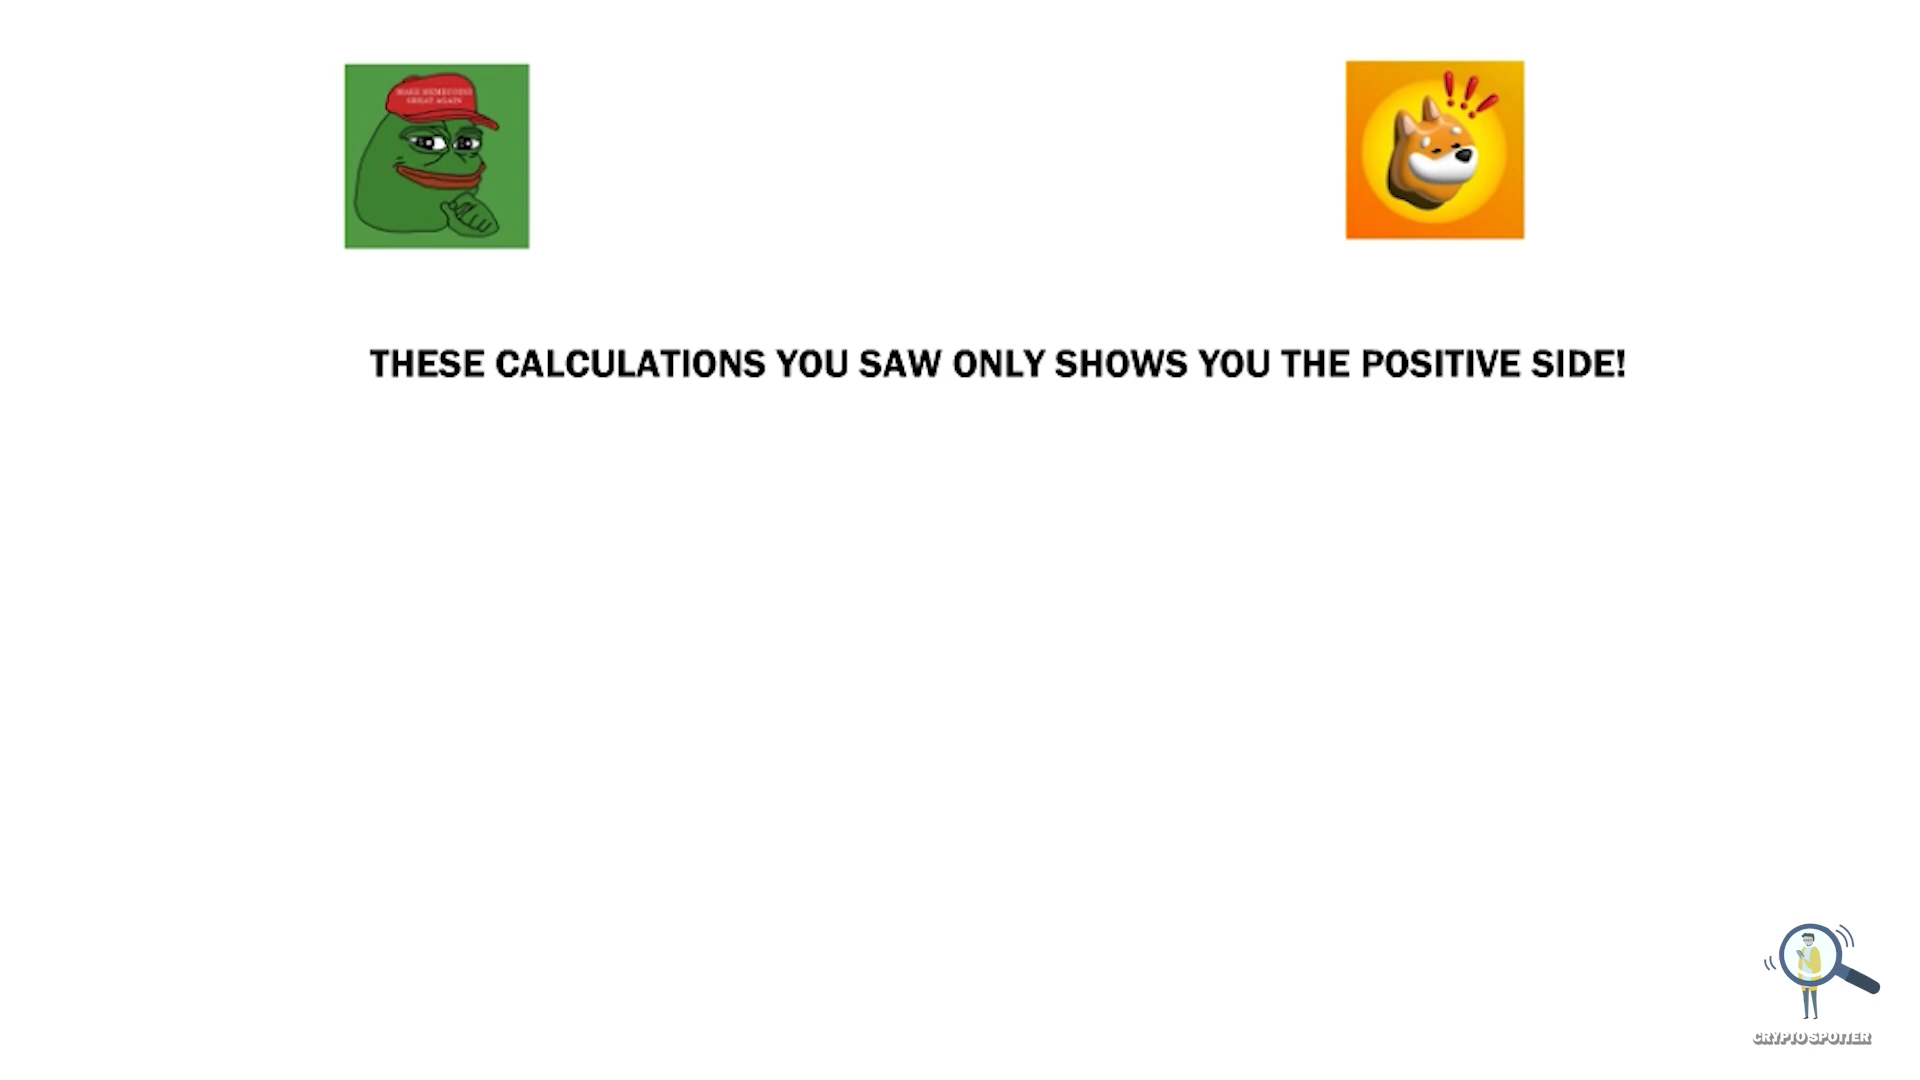 MAKE MEMECOINS
GREAT AGAIN
THESE CALCULATIONS YOU SAW ONLY SHOWS YOU THE POSITIVE SIDE!
CRYPTO SPOTTER